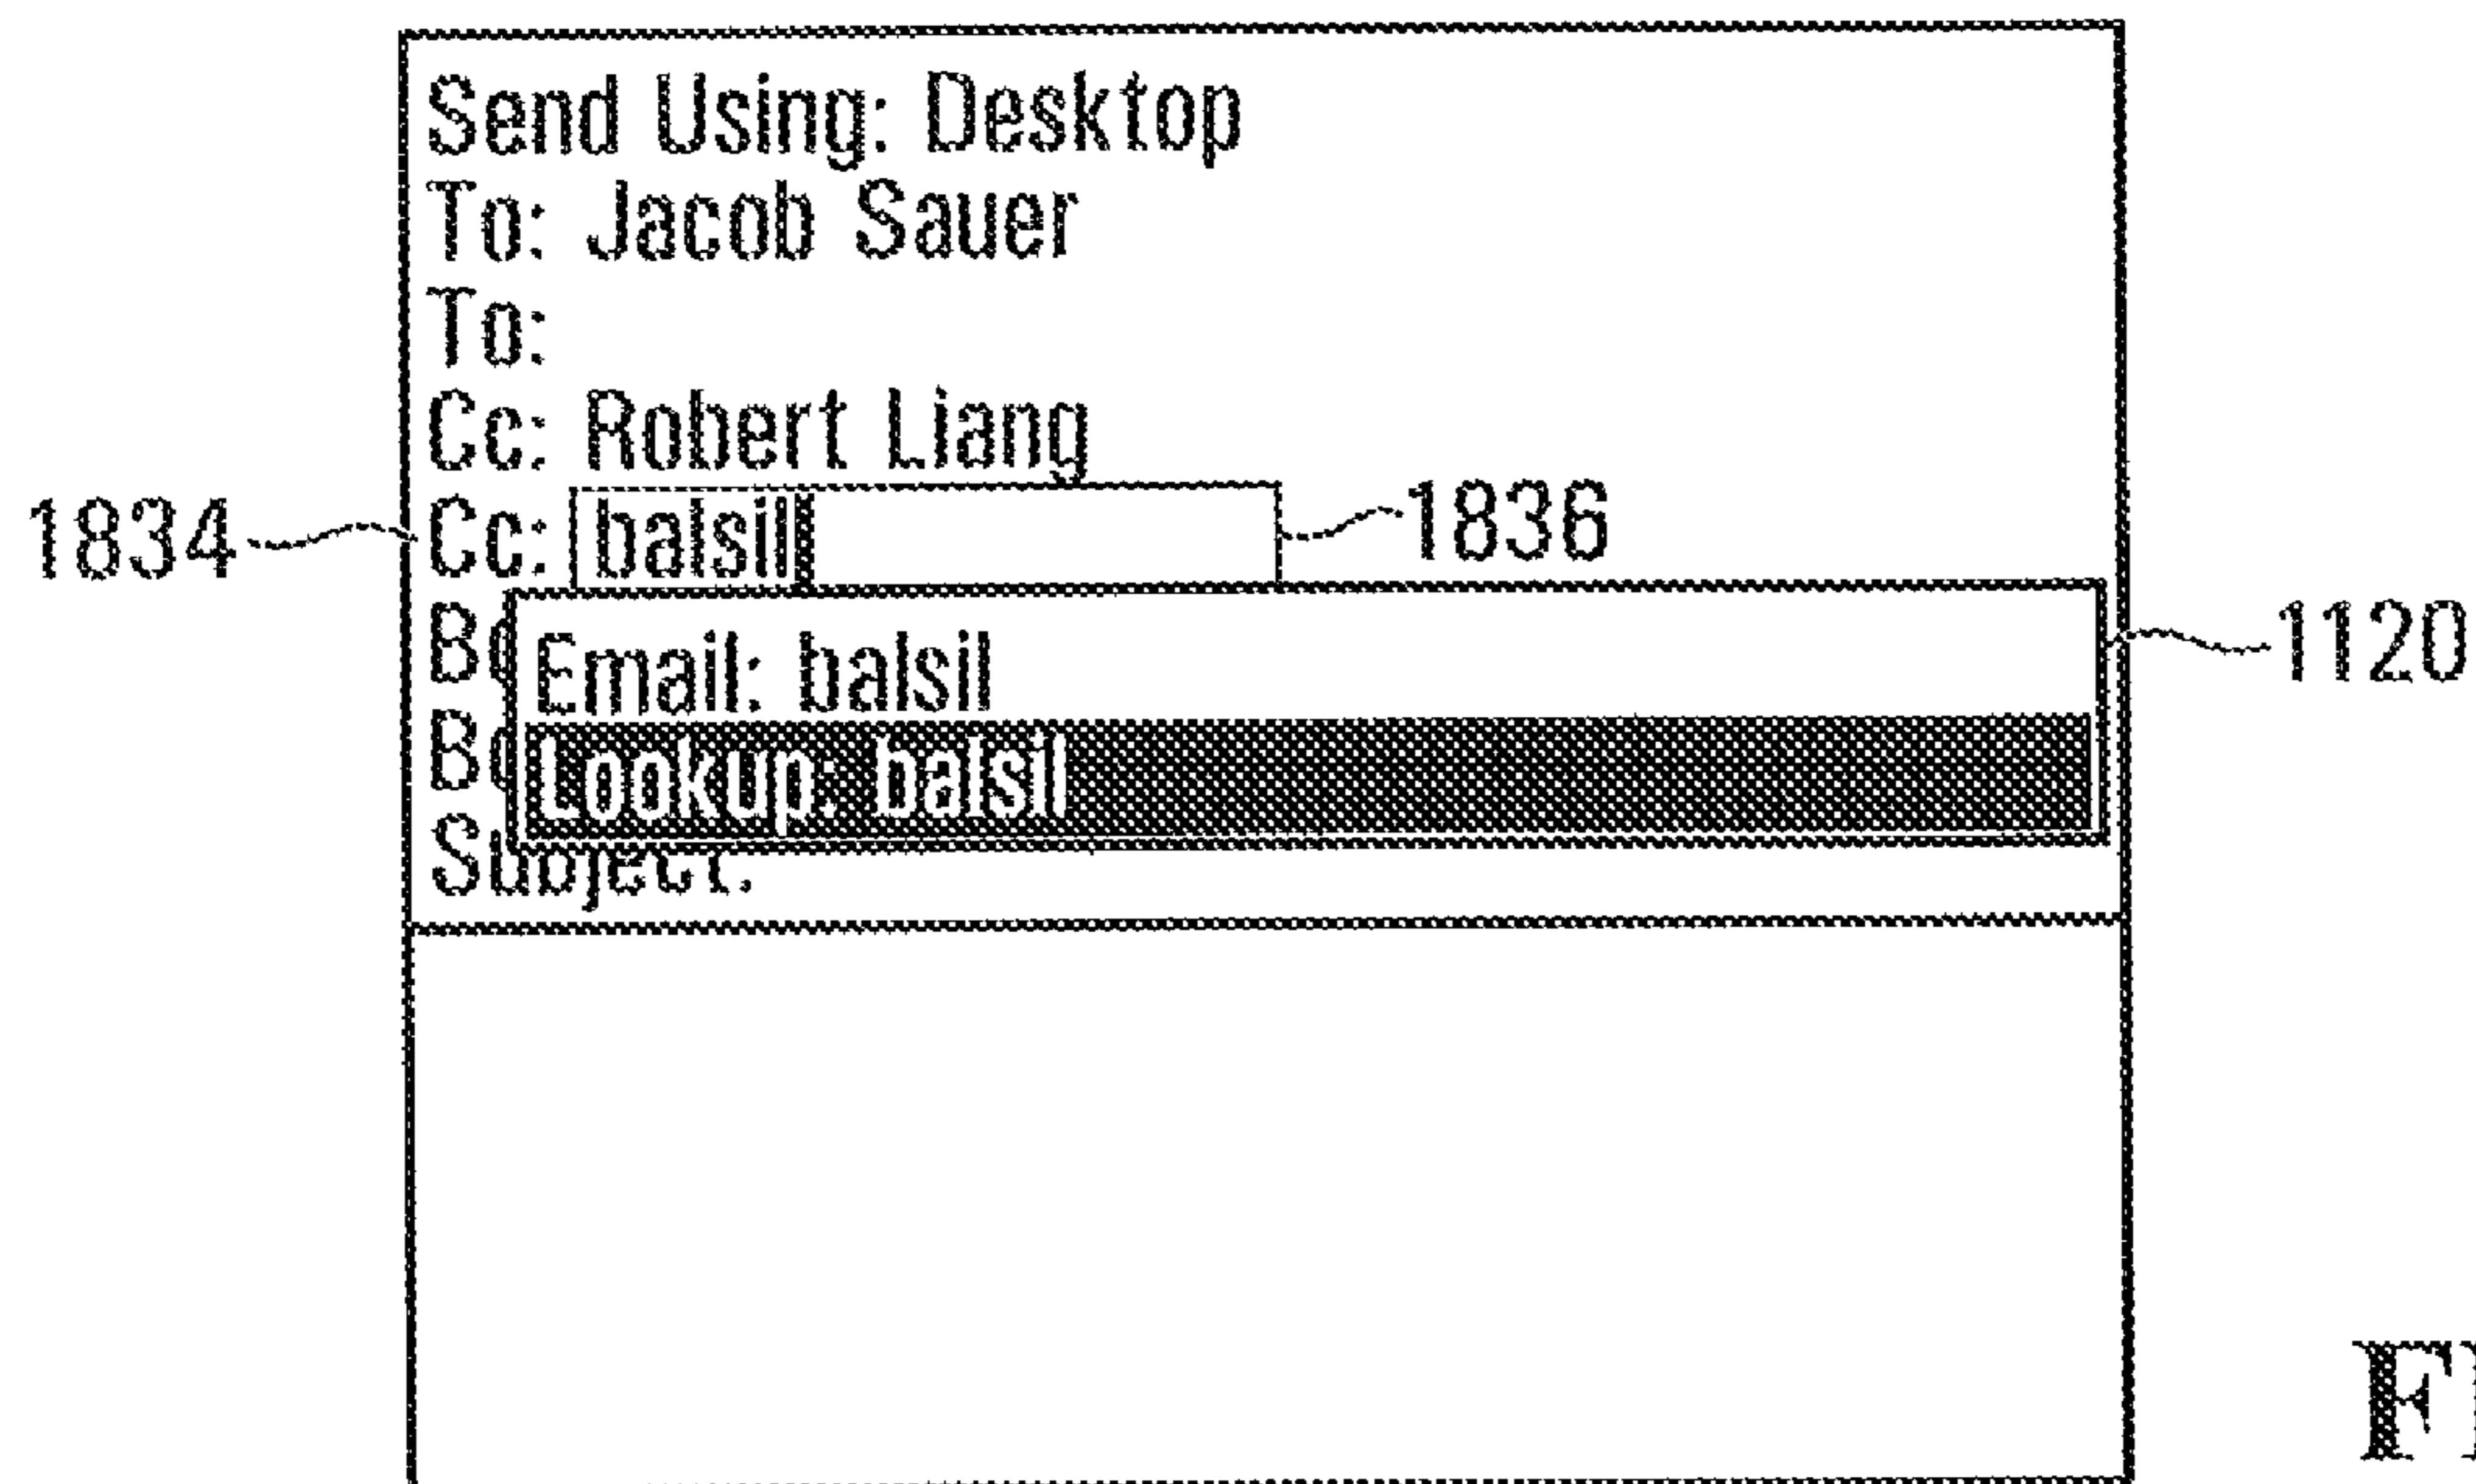 Send Using: Desktop
To: Jacob Sauer
To:
Cc: Robert Liang
1834 Cc: balsil 1836
1120
Email: balsil
Lookup: balsil
Subject: